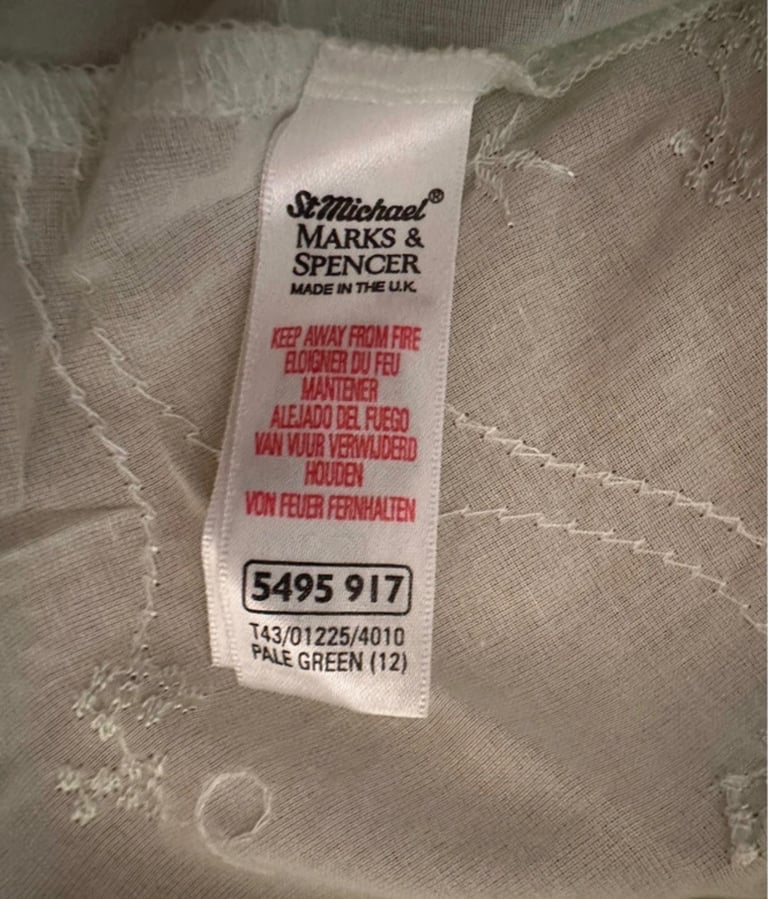 St Michael®
MARKS &
SPENCER
MADE IN THE U.K.
KEEP AWAY FROM FIRE
ELOIGNER DU FEU
MANTENER
ALEJADO DEL FUEGO
VAN VUUR VERWIJDERD
HOUDEN
VON FEUER FERNHALTEN
5495 917
T43/01225/4010
PALE GREEN (12)